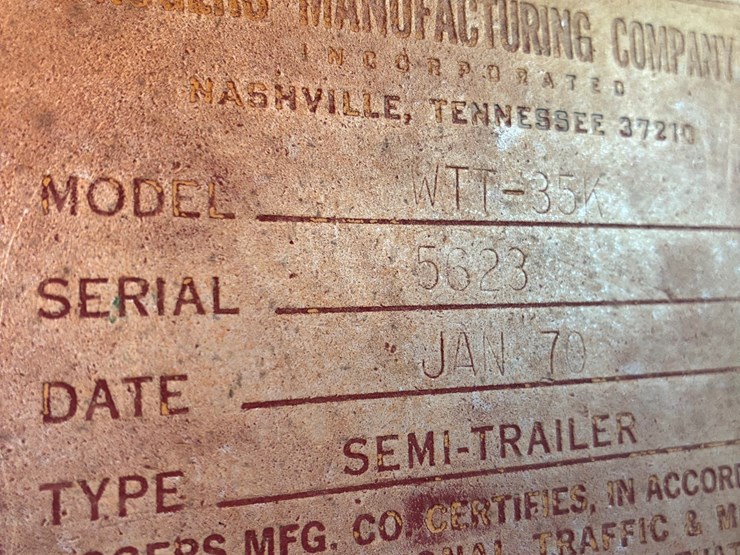 MANUFACTURING COMPANY
INCORPORATED
NASHVILLE, TENNESSEE 37210
MODEL WTT-35K
SERIAL 5623
DATE JAN 70
TYPE SEMI-TRAILER
MFG. CO. CERTIFIES, IN ACCORD
TRAFFIC & M